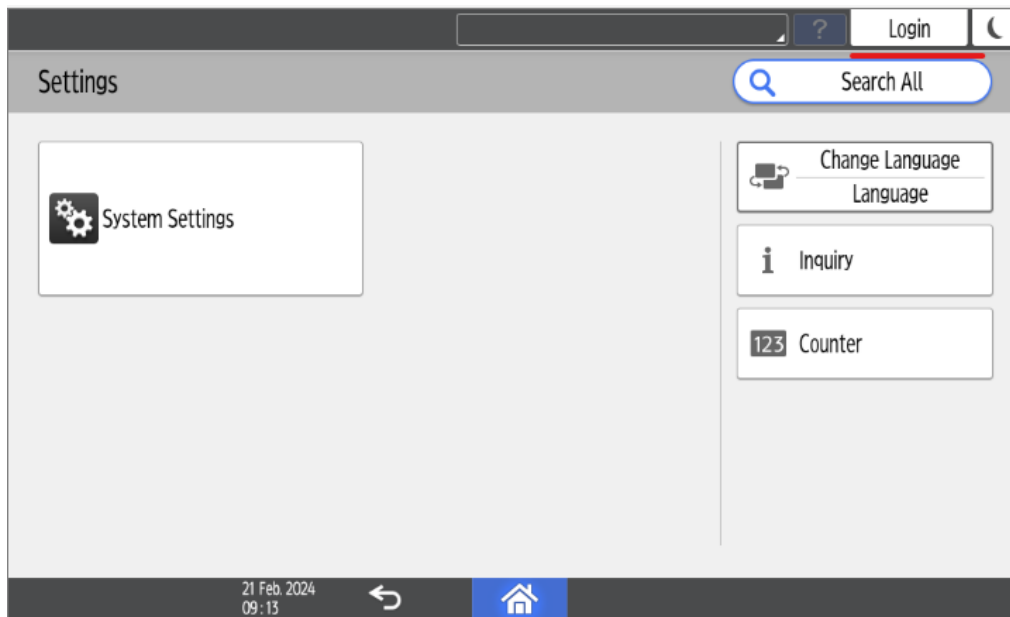 ? Login
Settings
Search All
System Settings
Change Language
Language
i Inquiry
123 Counter
21 Feb. 2024
09:13